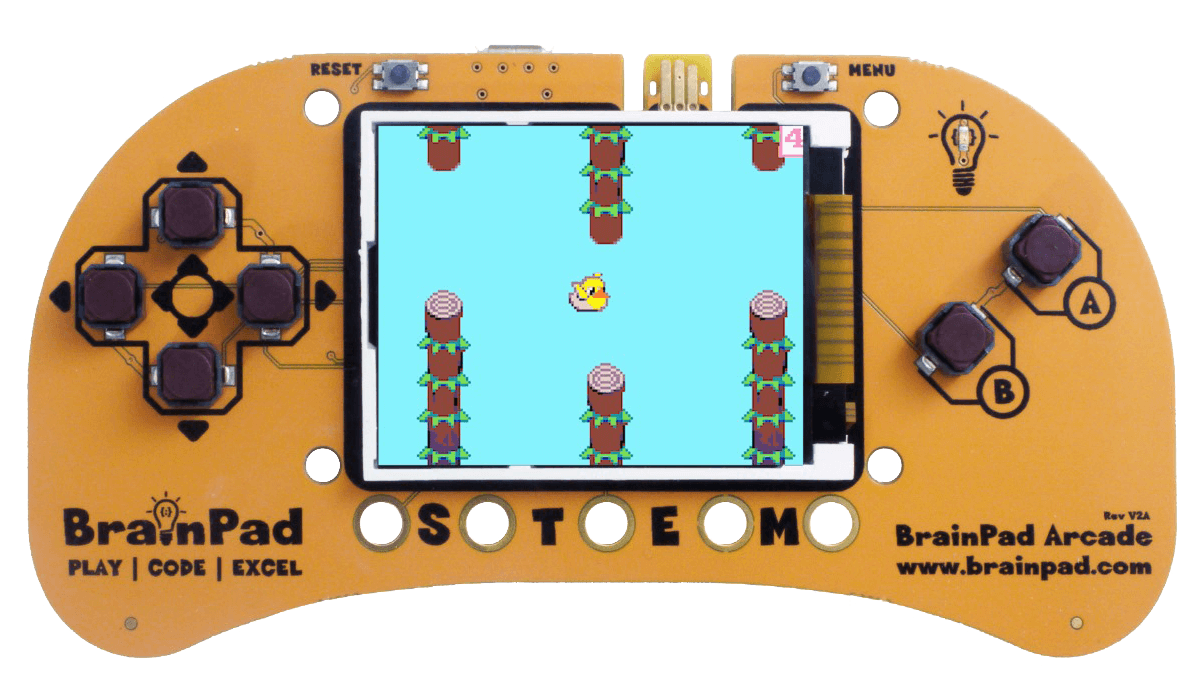 RESET
MENU
4
A
B
S T E M
BrainPad
PLAY | CODE | EXCEL
Rev V2A
BrainPad Arcade
www.brainpad.com